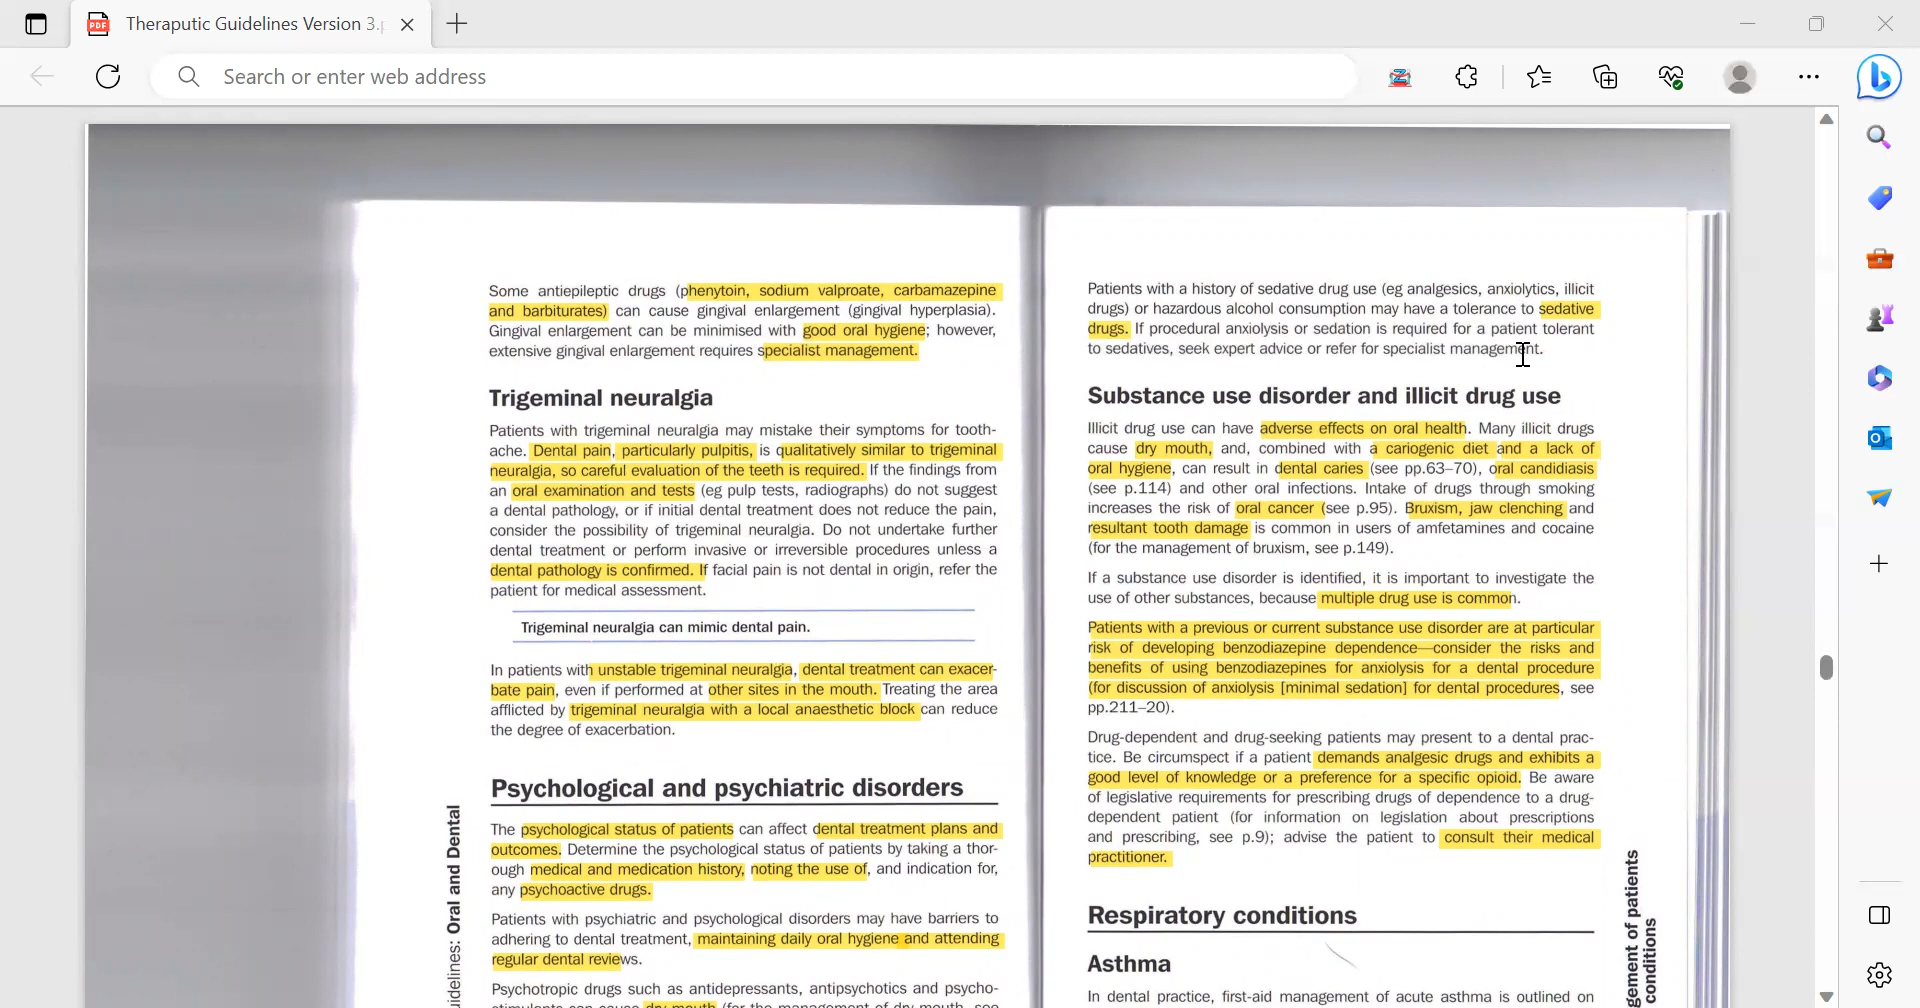 Theraputic Guidelines Version 3.
Search or enter web address
Some antiepileptic drugs (phenytoin, sodium valproate, carbamazepine
and barbiturates) can cause gingival enlargement (gingival hyperplasia).
Gingival enlargement can be minimised with good oral hygiene; however,
extensive gingival enlargement requires specialist management.
Trigeminal neuralgia
Patients with trigeminal neuralgia may mistake their symptoms for tooth-
ache. Dental pain, particularly pulpitis, is qualitatively similar to trigeminal
neuralgia, so careful evaluation of the teeth is required. If the findings from
an oral examination and tests (eg pulp tests, radiographs) do not suggest
a dental pathology, or if initial dental treatment does not reduce the pain,
consider the possibility of trigeminal neuralgia. Do not undertake further
dental treatment or perform invasive or irreversible procedures unless a
dental pathology is confirmed. If facial pain is not dental in origin, refer the
patient for medical assessment.
Trigeminal neuralgia can mimic dental pain.
In patients with unstable trigeminal neuralgia, dental treatment can exacer-
bate pain, even if performed at other sites in the mouth. Treating the area
afflicted by trigeminal neuralgia with a local anaesthetic block can reduce
the degree of exacerbation.
Psychological and psychiatric disorders
The psychological status of patients can affect dental treatment plans and
outcomes. Determine the psychological status of patients by taking a thor-
ough medical and medication history, noting the use of, and indication for,
any psychoactive drugs.
Patients with psychiatric and psychological disorders may have barriers to
adhering to dental treatment, maintaining daily oral hygiene and attending
regular dental reviews.
Psychotropic drugs such as antidepressants, antipsychotics and psycho-
stimulants can cause dry mouth (for the management of dry mouth, see
uidelines: Oral and Dental
Patients with a history of sedative drug use (eg analgesics, anxiolytics, illicit
drugs) or hazardous alcohol consumption may have a tolerance to sedative
drugs. If procedural anxiolysis or sedation is required for a patient tolerant
to sedatives, seek expert advice or refer for specialist management.
Substance use disorder and illicit drug use
Illicit drug use can have adverse effects on oral health. Many illicit drugs
cause dry mouth, and, combined with a cariogenic diet and a lack of
oral hygiene, can result in dental caries (see pp.63–70), oral candidiasis
(see p.114) and other oral infections. Intake of drugs through smoking
increases the risk of oral cancer (see p.95). Bruxism, jaw clenching and
resultant tooth damage is common in users of amfetamines and cocaine
(for the management of bruxism, see p.149).
If a substance use disorder is identified, it is important to investigate the
use of other substances, because multiple drug use is common.
Patients with a previous or current substance use disorder are at particular
risk of developing benzodiazepine dependence—consider the risks and
benefits of using benzodiazepines for anxiolysis for a dental procedure
(for discussion of anxiolysis [minimal sedation] for dental procedures, see
pp.211–20).
Drug-dependent and drug-seeking patients may present to a dental prac-
tice. Be circumspect if a patient demands analgesic drugs and exhibits a
good level of knowledge or a preference for a specific opioid. Be aware
of legislative requirements for prescribing drugs of dependence to a drug-
dependent patient (for information on legislation about prescriptions
and prescribing, see p.9); advise the patient to consult their medical
practitioner.
Respiratory conditions
Asthma
In dental practice, first-aid management of acute asthma is outlined on
gement of patients
conditions